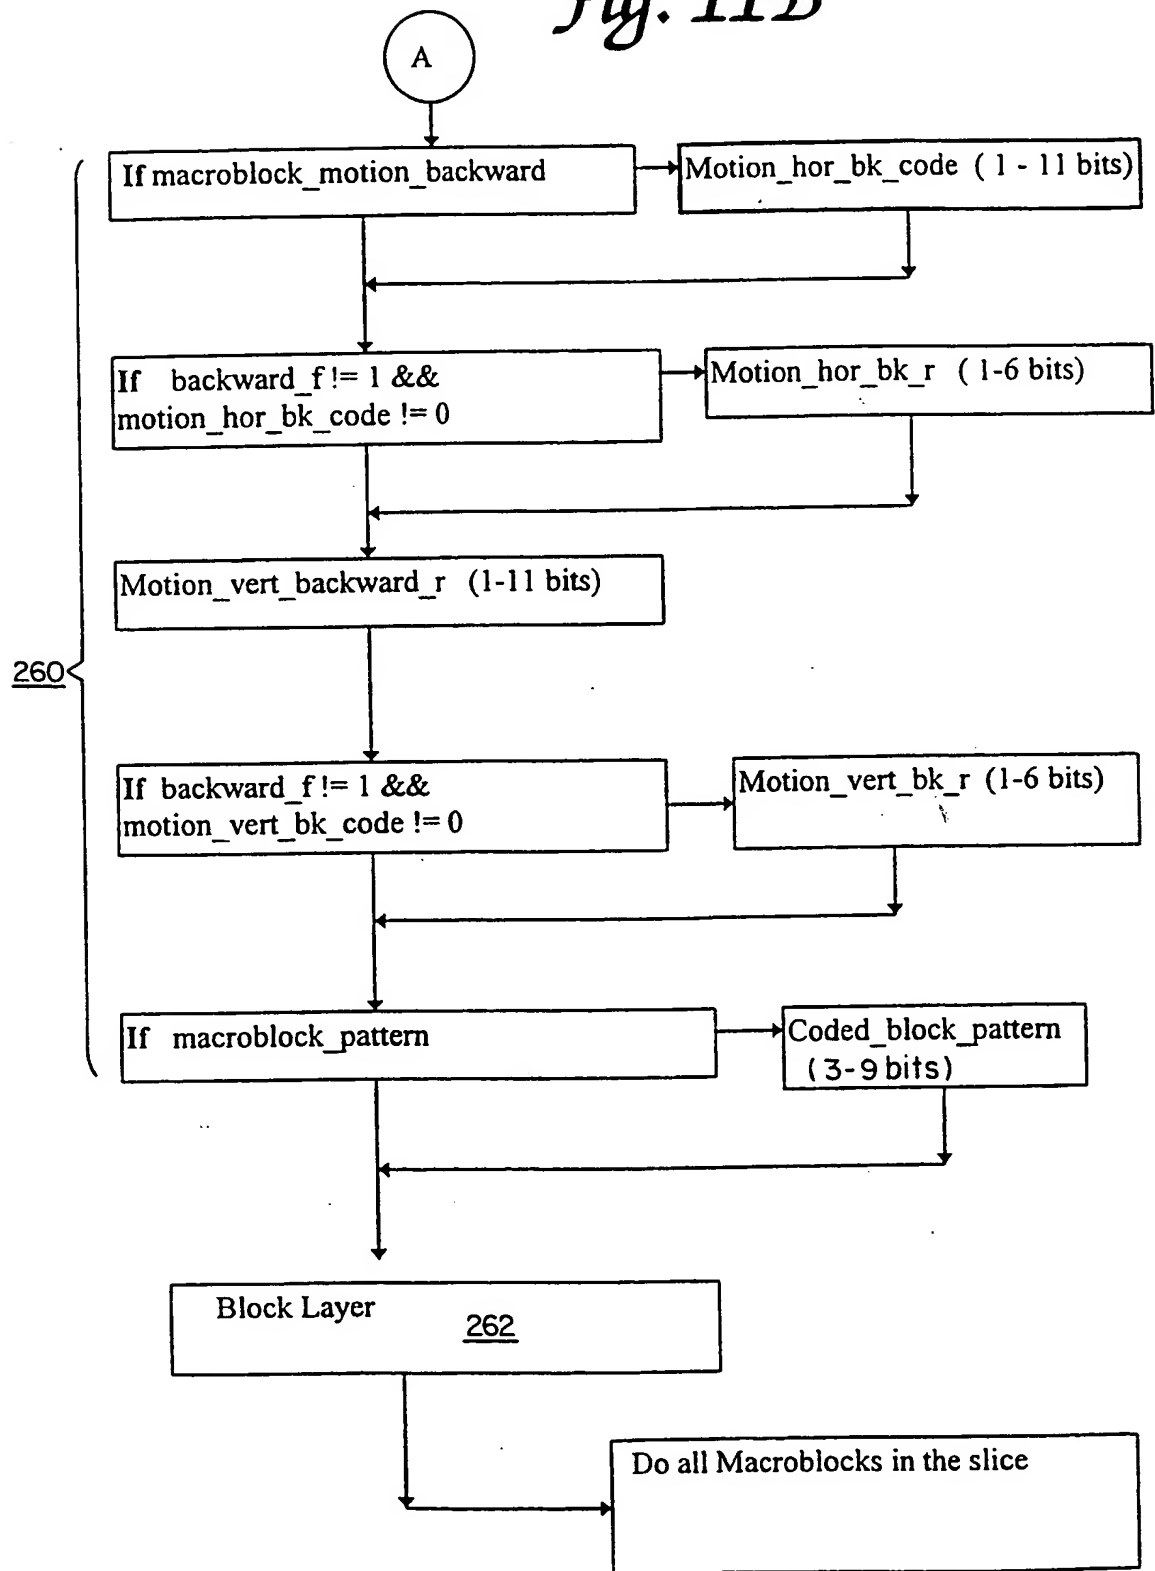 Fig. 11B
A
If macroblock_motion_backward
Motion_hor_bk_code ( 1 - 11 bits)
If backward_f != 1 &&
motion_hor_bk_code != 0
Motion_hor_bk_r ( 1-6 bits)
Motion_vert_backward_r (1-11 bits)
260
If backward_f != 1 &&
motion_vert_bk_code != 0
Motion_vert_bk_r (1-6 bits)
If macroblock_pattern
Coded_block_pattern
(3-9 bits)
Block Layer
262
Do all Macroblocks in the slice